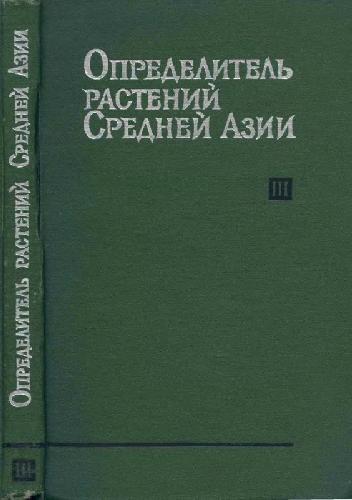 Определитель растений Средней Азии
III
Определитель
растений
Средней Азии
III